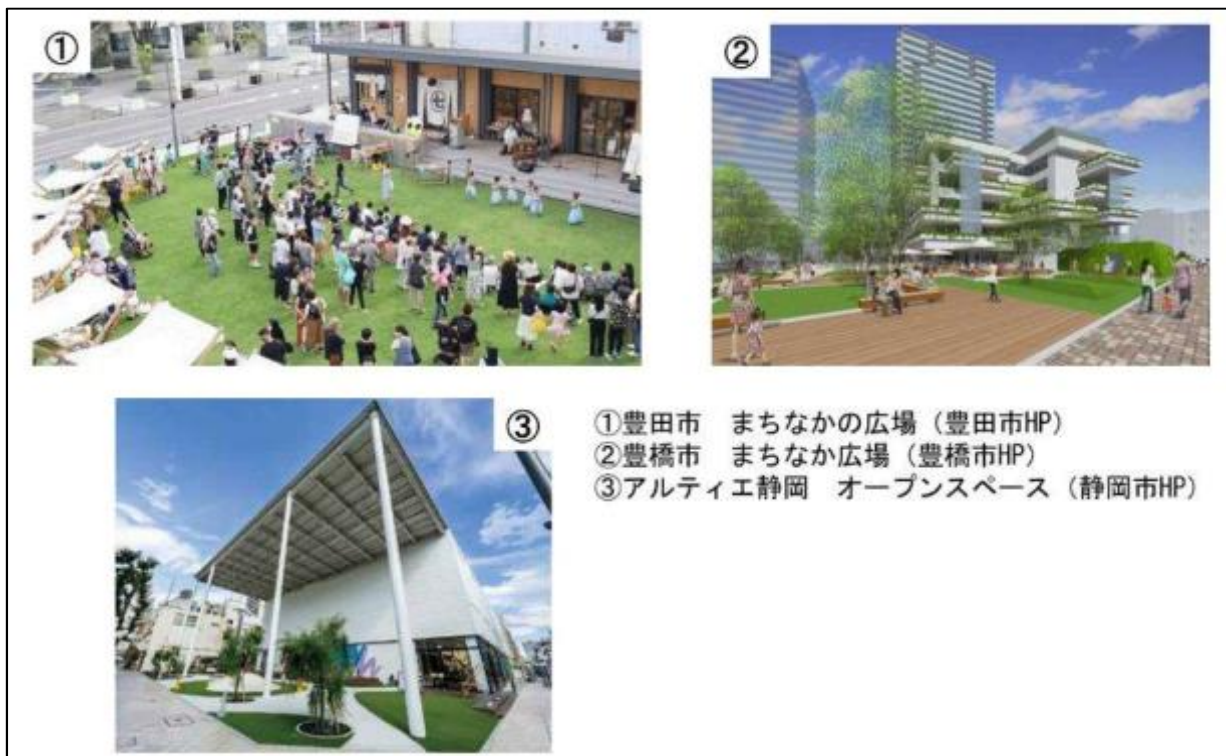 ①
②
③
①豊田市　まちなかの広場（豊田市HP）
②豊橋市　まちなか広場（豊橋市HP）
③アルティエ静岡　オープンスペース（静岡市HP）